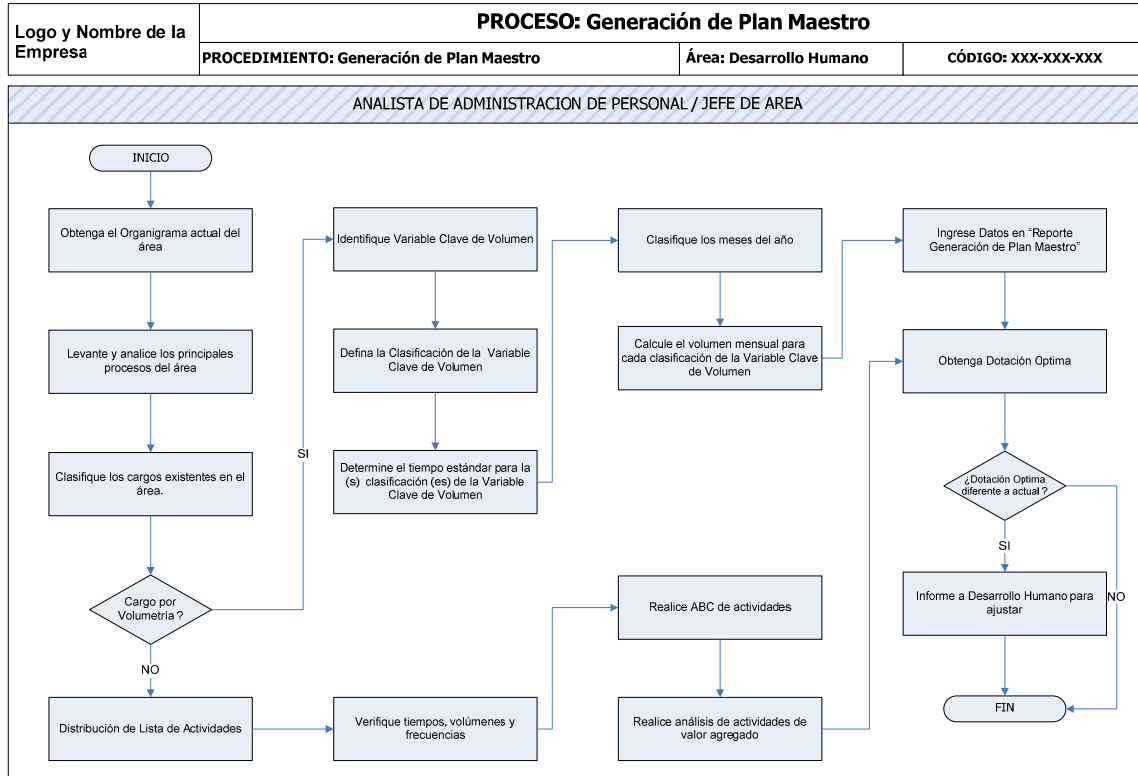 Logo y Nombre de la
Empresa
PROCESO: Generación de Plan Maestro
PROCEDIMIENTO: Generación de Plan Maestro
Área: Desarrollo Humano
CÓDIGO: XXX-XXX-XXX
ANALISTA DE ADMINISTRACION DE PERSONAL / JEFE DE AREA
INICIO
Obtenga el Organigrama actual del
área
Levante y analice los principales
procesos del área
Clasifique los cargos existentes en el
área.
Cargo por
Volumetría ?
SI
NO
Distribución de Lista de Actividades
Identifique Variable Clave de Volumen
Defina la Clasificación de la Variable
Clave de Volumen
Determine el tiempo estándar para la
(s) clasificación (es) de la Variable
Clave de Volumen
Verifique tiempos, volúmenes y
frecuencias
Clasifique los meses del año
Calcule el volumen mensual para
cada clasificación de la Variable Clave
de Volumen
Realice ABC de actividades
Realice análisis de actividades de
valor agregado
Ingrese Datos en “Reporte
Generación de Plan Maestro”
Obtenga Dotación Optima
¿Dotación Optima
diferente a actual ?
SI
NO
Informe a Desarrollo Humano para
ajustar
FIN